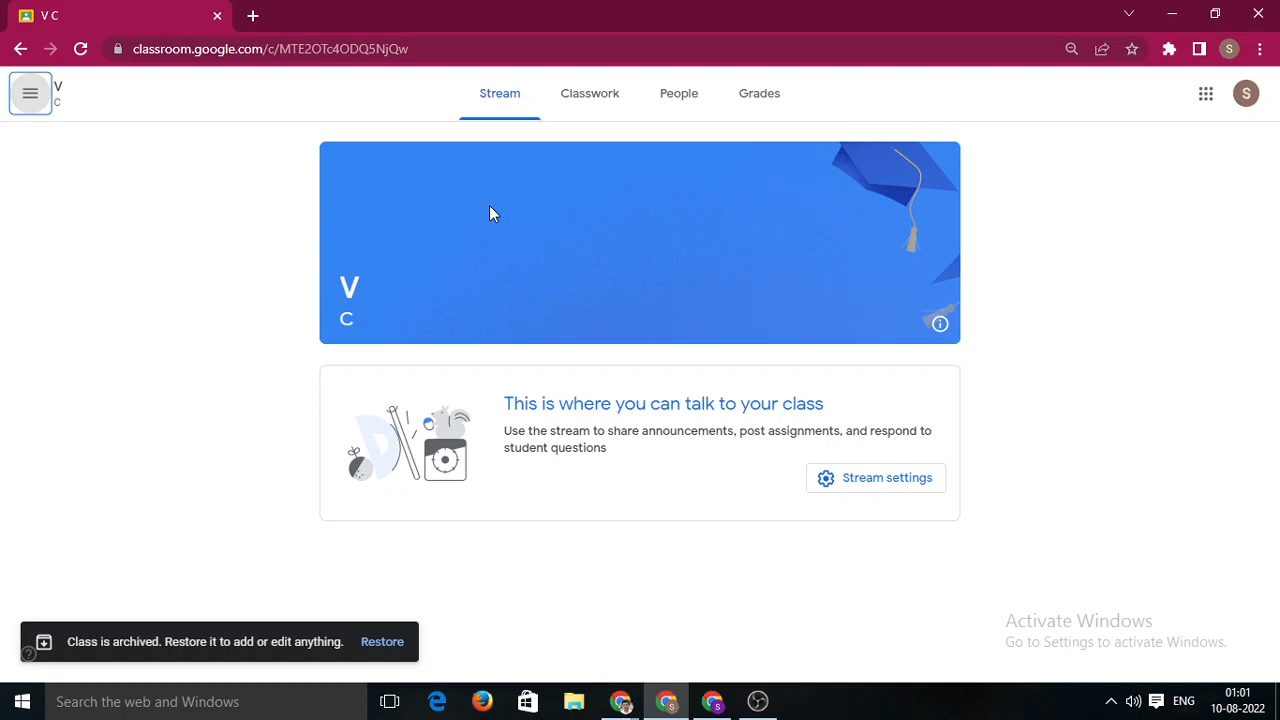 V C
classroom.google.com/c/MTE2OTc4ODQ5NjQw
S
V
C
Stream
Classwork
People
Grades
S
V
C
This is where you can talk to your class
Use the stream to share announcements, post assignments, and respond to
student questions
Stream settings
Class is archived. Restore it to add or edit anything.
Restore
Activate Windows
Go to Settings to activate Windows.
Search the web and Windows
ENG
01:01
10-08-2022